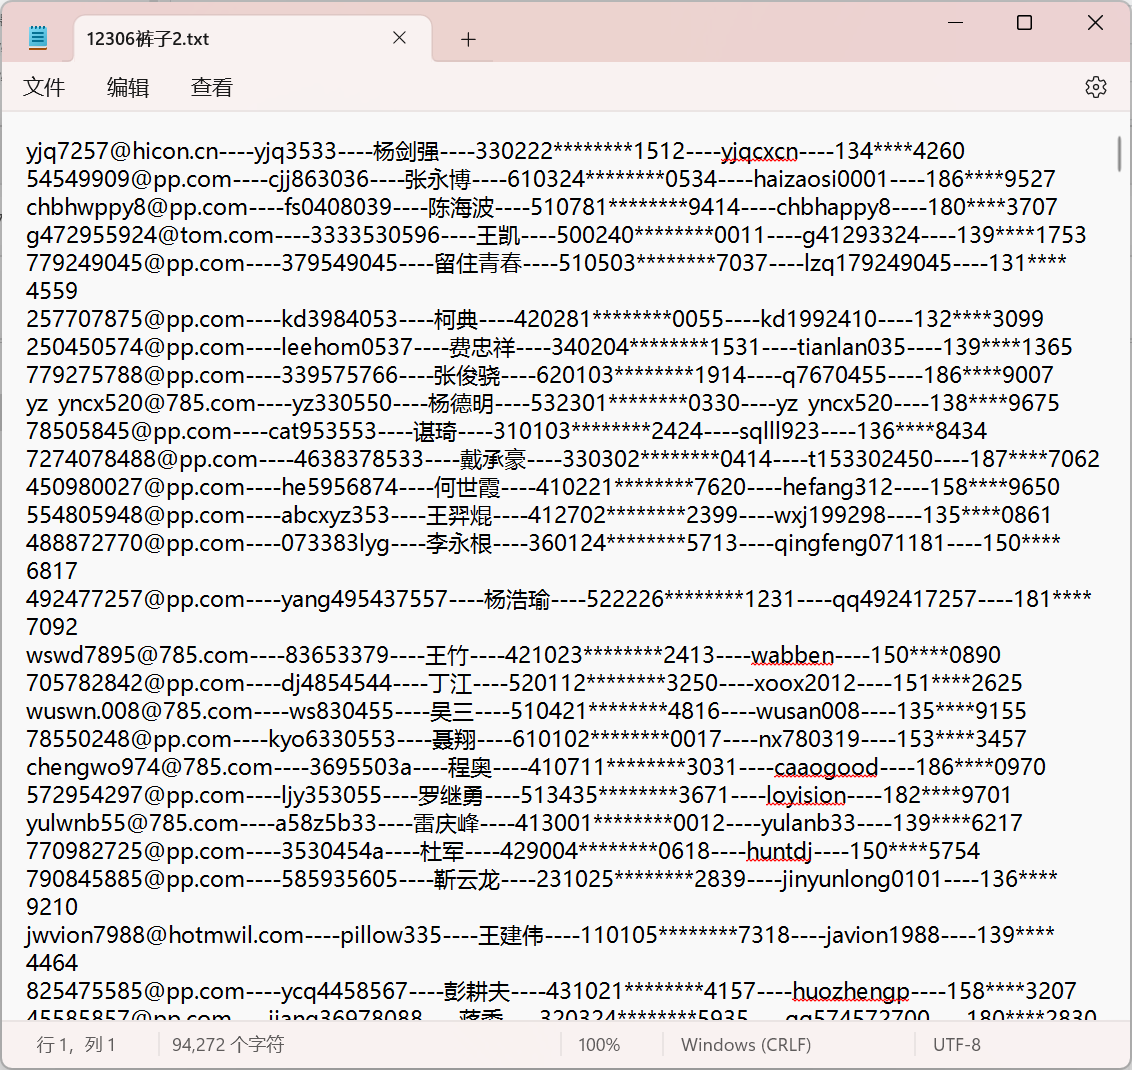 12306裤子2.txt
文件 编辑 查看
yjq7257@hicon.cn----yjq3533----杨剑强----330222********1512----yjqcxcn----134****4260
54549909@pp.com----cjj863036----张永博----610324********0534----haizaosi0001----186****9527
chbhwppy8@pp.com----fs0408039----陈海波----510781********9414----chbhappy8----180****3707
g472955924@tom.com----3333530596----王凯----500240********0011----g41293324----139****1753
779249045@pp.com----379549045----留住青春----510503********7037----lzq179249045----131****
4559
257707875@pp.com----kd3984053----柯典----420281********0055----kd1992410----132****3099
250450574@pp.com----leehom0537----费忠祥----340204********1531----tianlan035----139****1365
779275788@pp.com----339575766----张俊骁----620103********1914----q7670455----186****9007
yz yncx520@785.com----yz330550----杨德明----532301********0330----yz yncx520----138****9675
78505845@pp.com----cat953553----谌琦----310103********2424----sqlll923----136****8434
7274078488@pp.com----4638378533----戴承豪----330302********0414----t153302450----187****7062
450980027@pp.com----he5956874----何世霞----410221********7620----hefang312----158****9650
554805948@pp.com----abcxyz353----王羿焜----412702********2399----wxj199298----135****0861
488872770@pp.com----073383lyg----李永根----360124********5713----qingfeng071181----150****
6817
492477257@pp.com----yang495437557----杨浩瑜----522226********1231----qq492417257----181****
7092
wswd7895@785.com----83653379----王竹----421023********2413----wabben----150****0890
705782842@pp.com----dj4854544----丁江----520112********3250----xoox2012----151****2625
wuswn.008@785.com----ws830455----吴三----510421********4816----wusan008----135****9155
78550248@pp.com----kyo6330553----聂翔----610102********0017----nx780319----153****3457
chengwo974@785.com----3695503a----程奥----410711********3031----caaogood----186****0970
572954297@pp.com----ljy353055----罗继勇----513435********3671----loyision----182****9701
yulwnb55@785.com----a58z5b33----雷庆峰----413001********0012----yulanb33----139****6217
770982725@pp.com----3530454a----杜军----429004********0618----huntdj----150****5754
790845885@pp.com----585935605----靳云龙----231025********2839----jinyunlong0101----136****
9210
jwvion7988@hotmwil.com----pillow335----王建伟----110105********7318----javion1988----139****
4464
825475585@pp.com----ycq4458567----彭耕夫----431021********4157----huozhengp----158****3207
行 1，列 1 94,272 个字符 100% Windows (CRLF) UTF-8